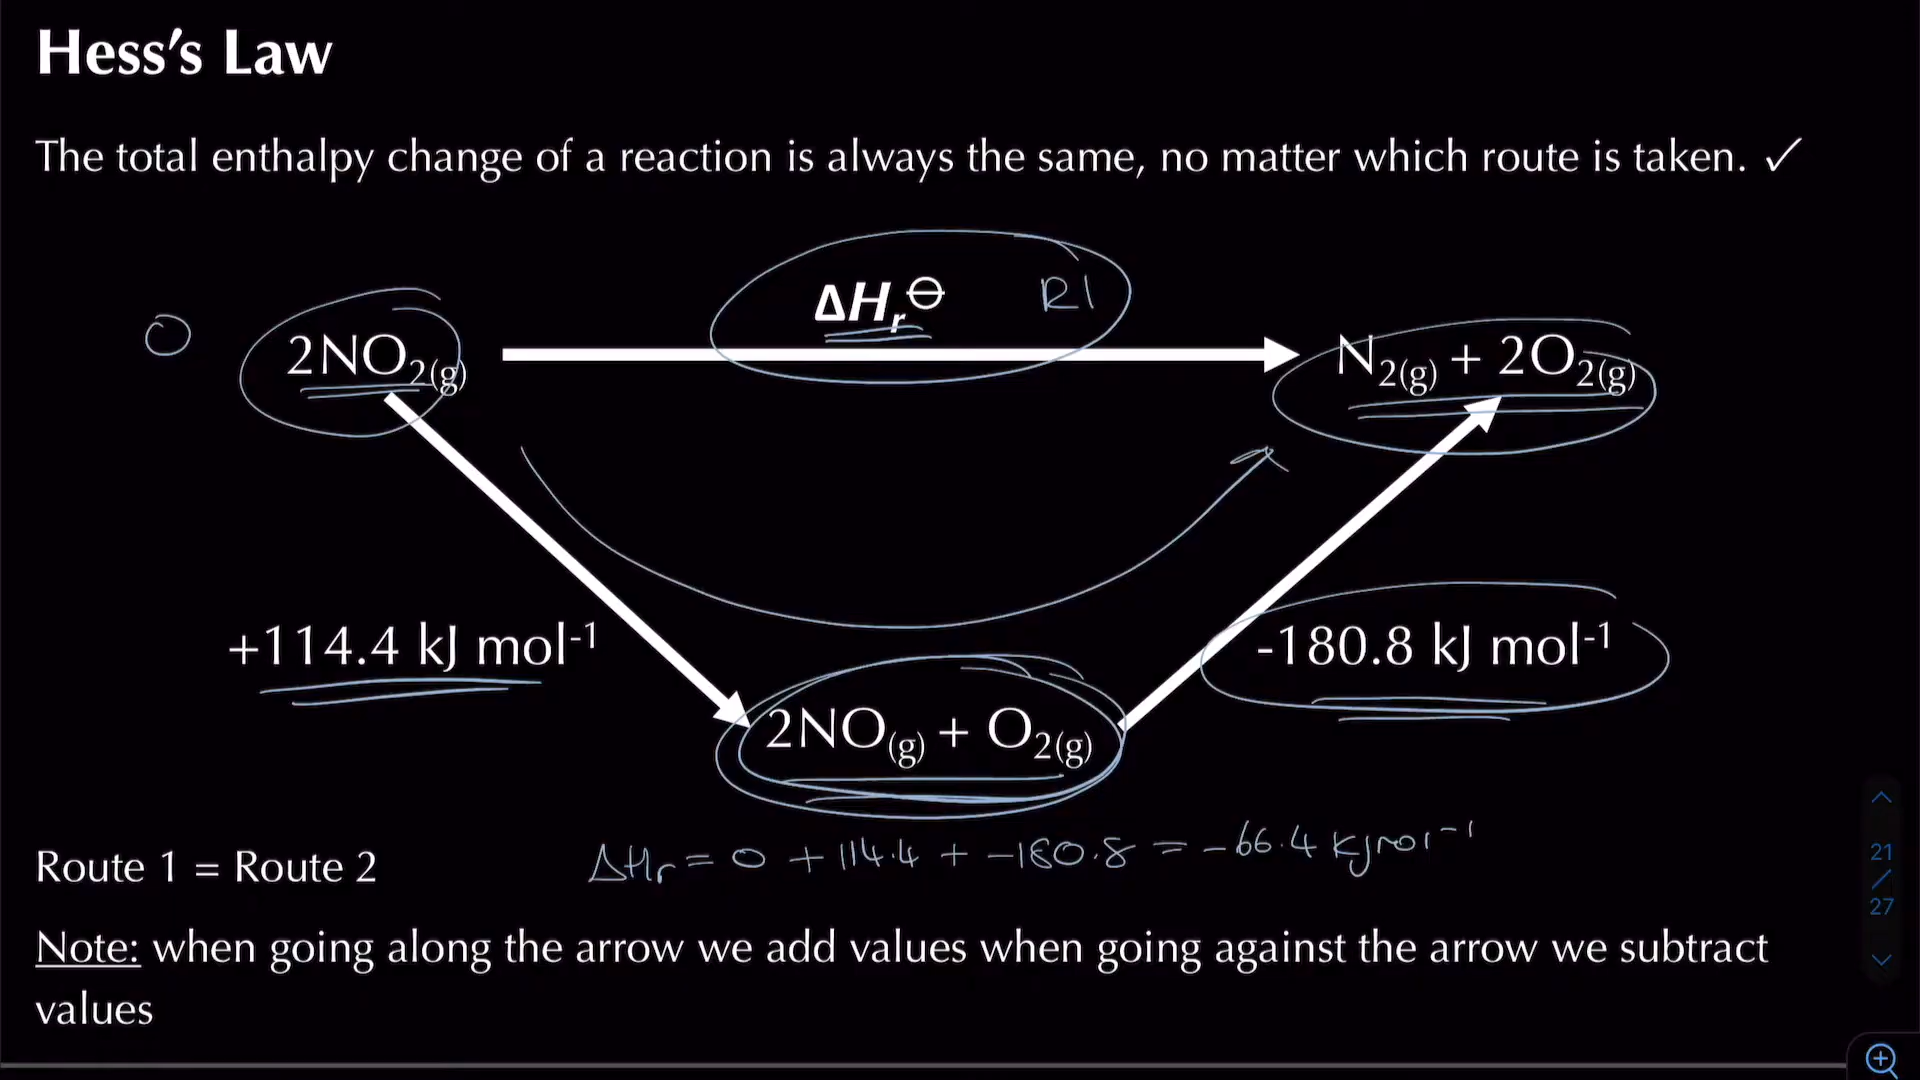 Hess's Law
The total enthalpy change of a reaction is always the same, no matter which route is taken. ✓
ΔHᵣ⊖ R1
O
2NO₂(g) N₂(g) + 2O₂(g)
+114.4 kJ mol⁻¹ -180.8 kJ mol⁻¹
2NO(g) + O₂(g)
Route 1 = Route 2
ΔHᵣ = 0 + 114.4 + -180.8 = -66.4 kJmol⁻¹
Note: when going along the arrow we add values when going against the arrow we subtract
values
21
/
27